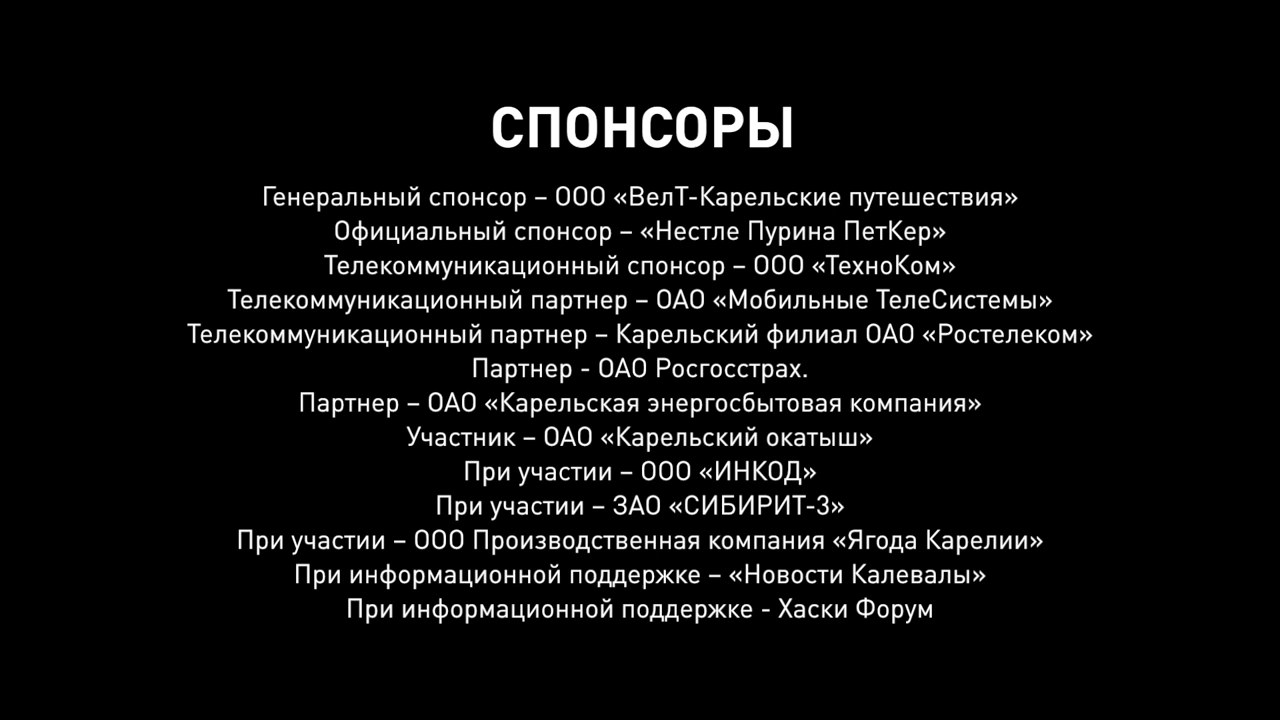 СПОНСОРЫ
Генеральный спонсор – ООО «ВелТ-Карельские путешествия»
Официальный спонсор – «Нестле Пурина ПетКер»
Телекоммуникационный спонсор – ООО «ТехноКом»
Телекоммуникационный партнер – ОАО «Мобильные ТелеСистемы»
Телекоммуникационный партнер – Карельский филиал ОАО «Ростелеком»
Партнер - ОАО Росгосстрах.
Партнер – ОАО «Карельская энергосбытовая компания»
Участник – ОАО «Карельский окатыш»
При участии – ООО «ИНКОД»
При участии – ЗАО «СИБИРИТ-3»
При участии – ООО Производственная компания «Ягода Карелии»
При информационной поддержке – «Новости Калевалы»
При информационной поддержке - Хаски Форум